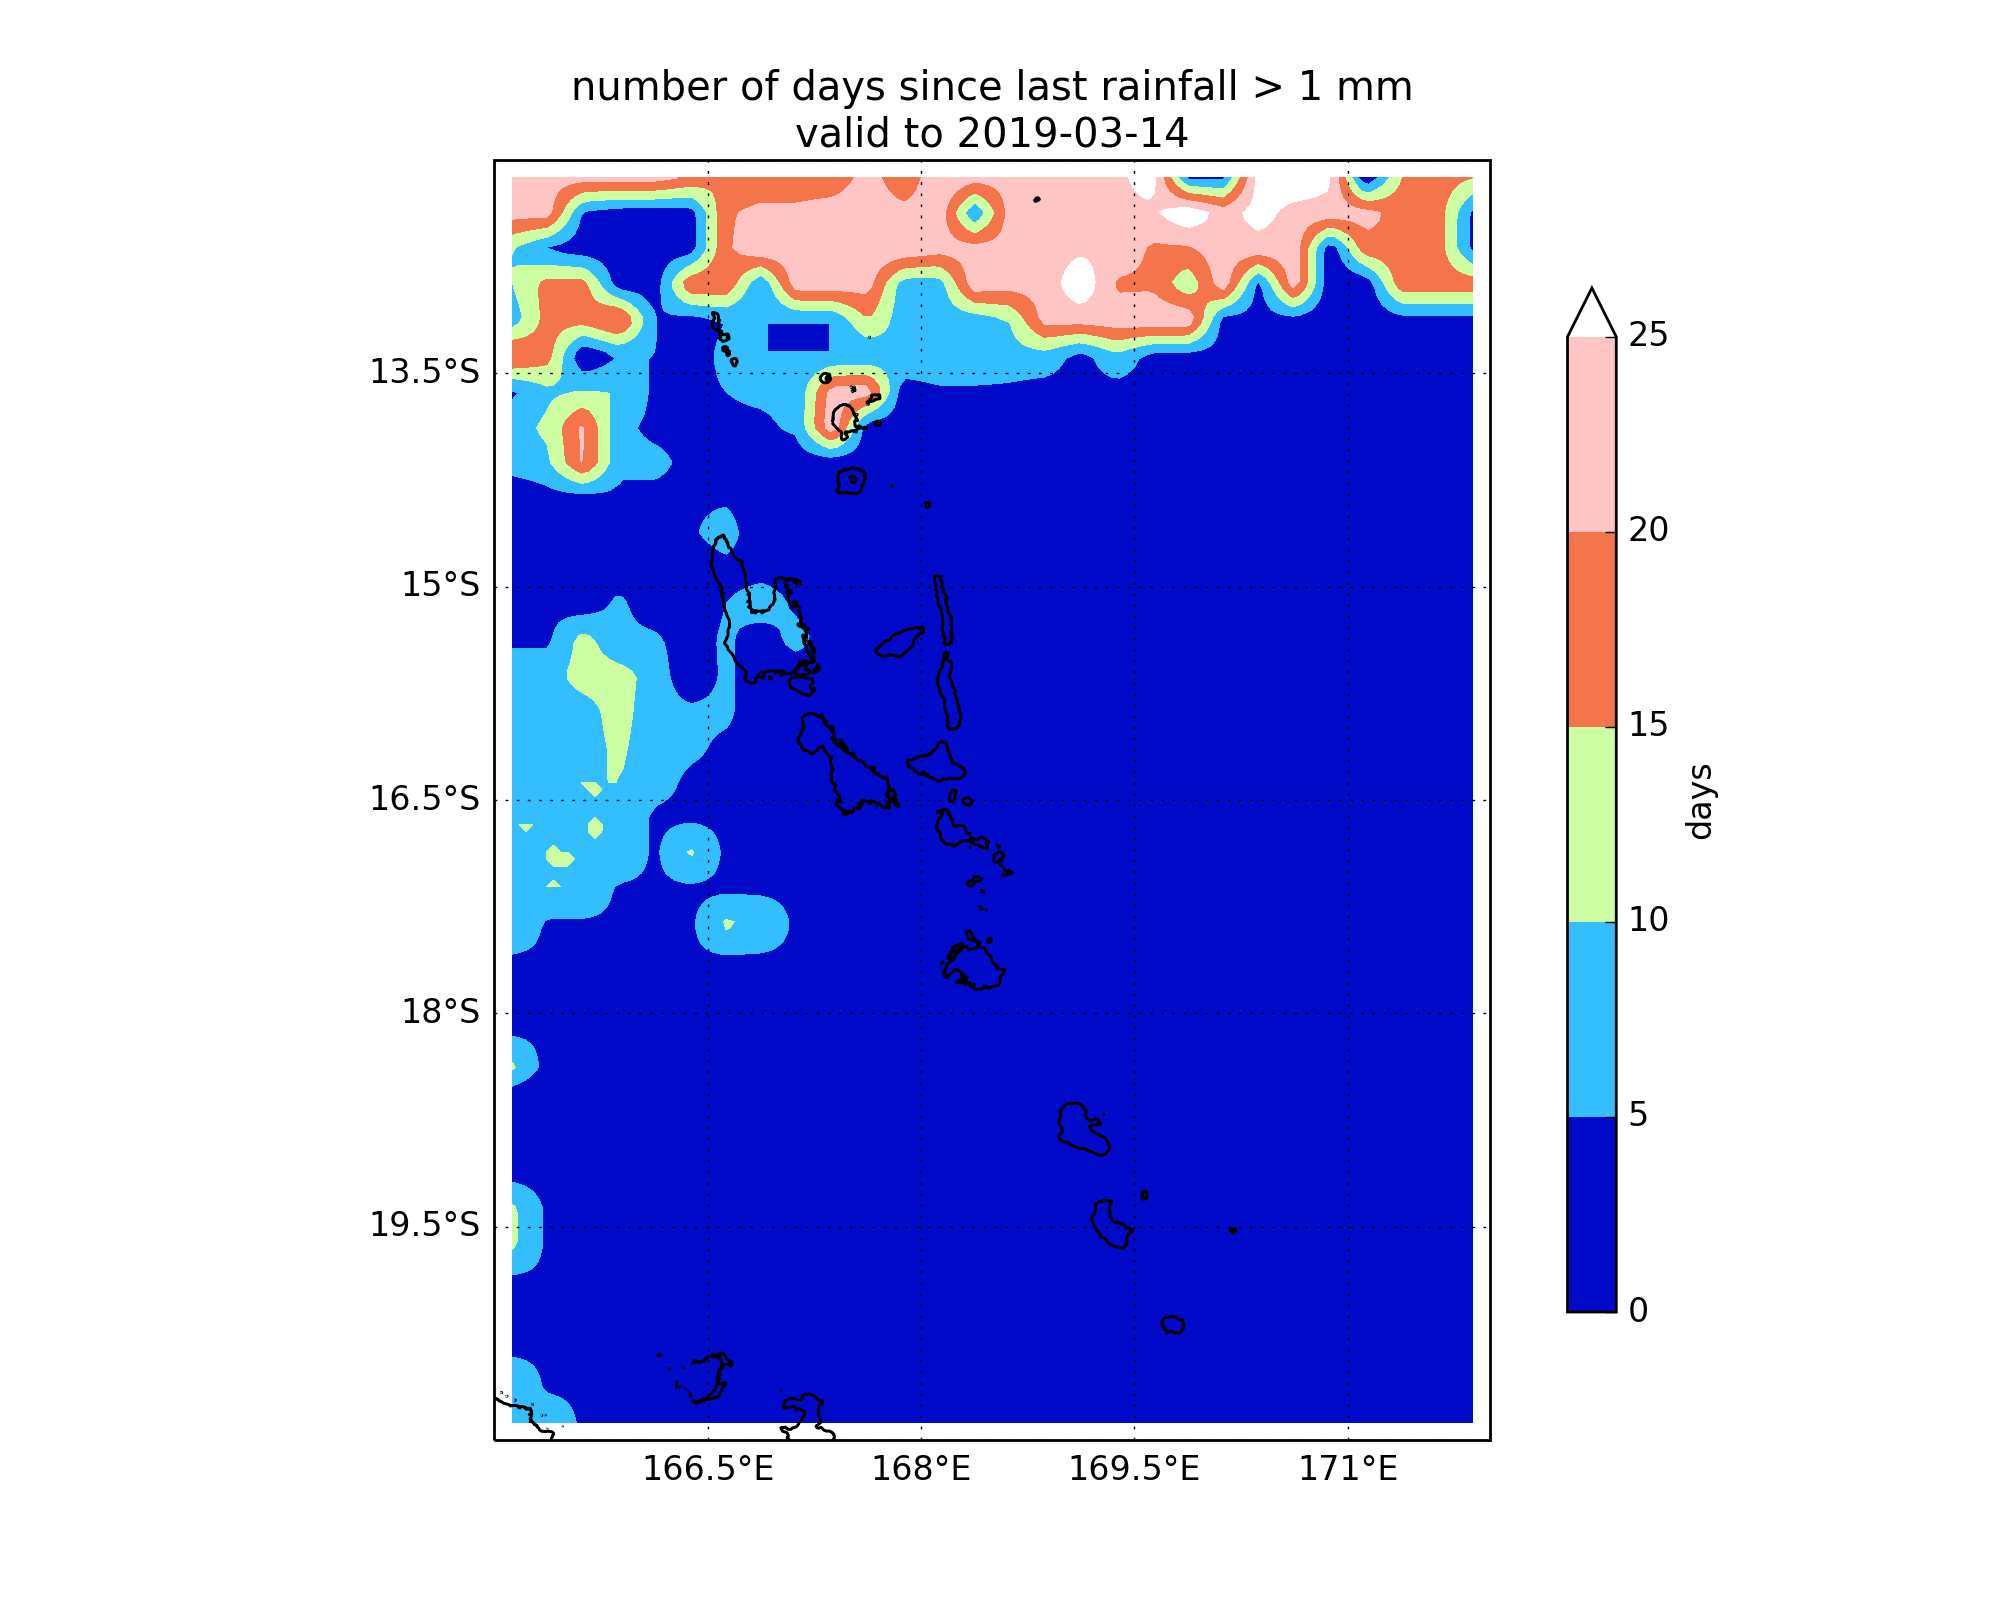 number of days since last rainfall > 1 mm
valid to 2019-03-14
13.5°S
15°S
16.5°S
18°S
19.5°S
166.5°E
168°E
169.5°E
171°E
25
20
15
10
5
0
days